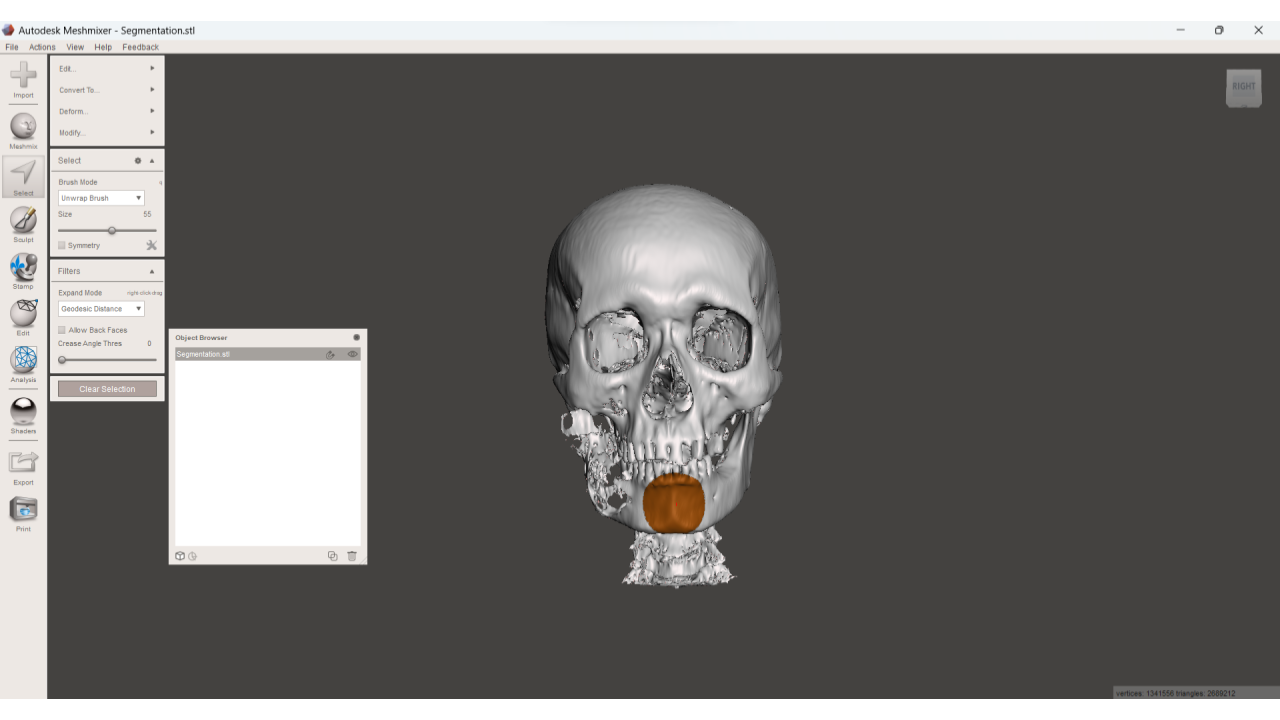 Autodesk Meshmixer - Segmentation.stl
File Actions View Help Feedback
Import
Meshmix
Select
Sculpt
Stamp
Edit
Analysis
Shaders
Export
Print
Edit...
Convert To...
Deform...
Modify...
Select
Brush Mode
Unwrap Brush
Size 55
Symmetry
Filters
Expand Mode right-click drag
Geodesic Distance
Allow Back Faces
Crease Angle Thres 0
Clear Selection
Object Browser
Segmentation.stl
RIGHT
vertices: 1341556 triangles: 2689212